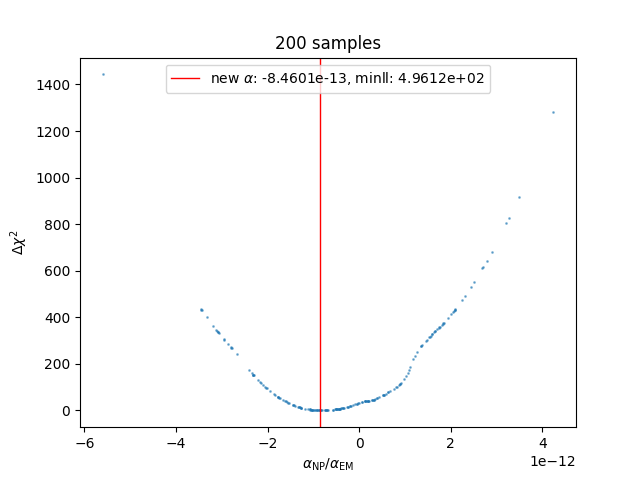 200 samples
new α: -8.4601e-13, minll: 4.9612e+02
1400
1200
1000
800
600
400
200
0
Δχ²
−6 −4 −2 0 2 4
1e−12
α_NP/α_EM